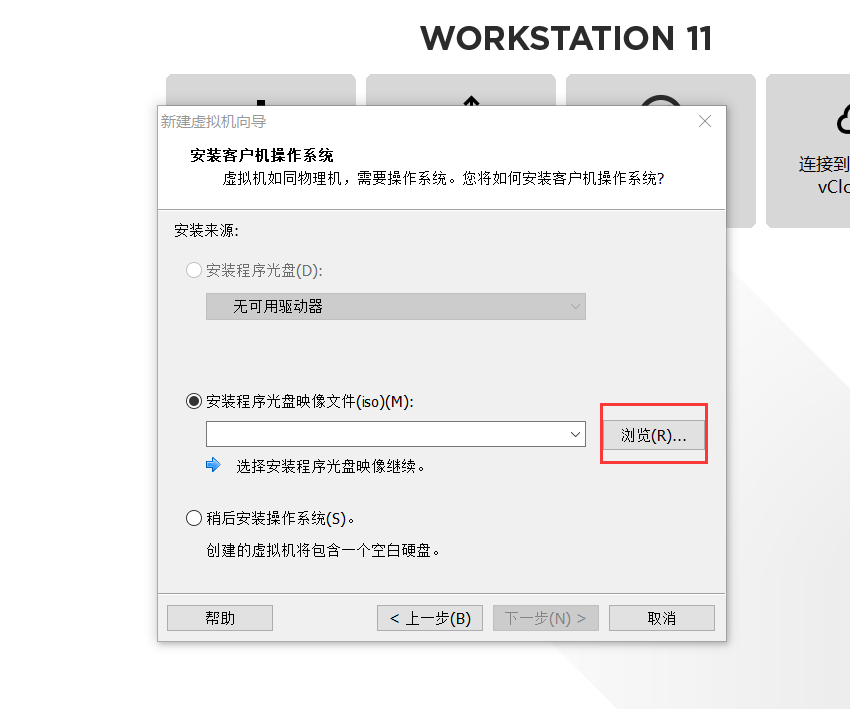 WORKSTATION 11
连接到
vClo
新建虚拟机向导
安装客户机操作系统
虚拟机如同物理机，需要操作系统。您将如何安装客户机操作系统?
安装来源:
安装程序光盘(D):
无可用驱动器
安装程序光盘映像文件(iso)(M):
浏览(R)...
选择安装程序光盘映像继续。
稍后安装操作系统(S)。
创建的虚拟机将包含一个空白硬盘。
帮助
< 上一步(B)
下一步(N) >
取消